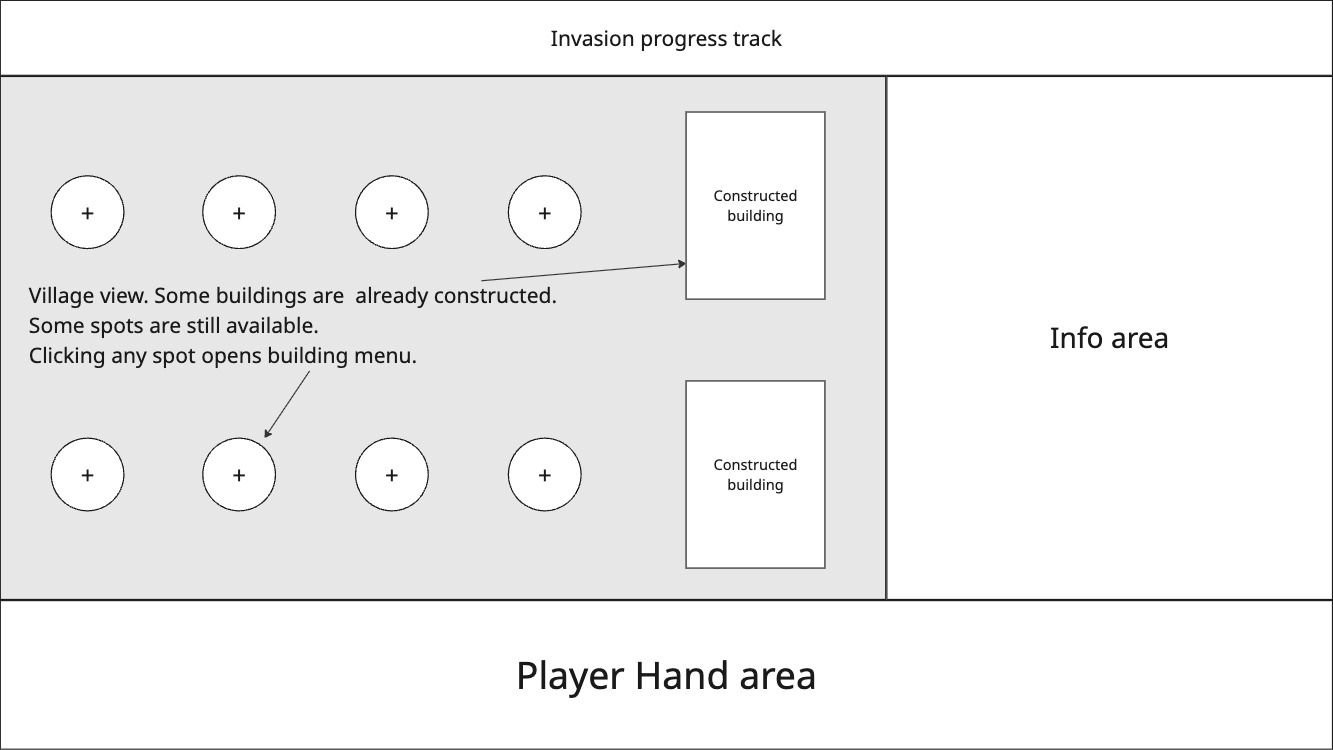 Invasion progress track
+ + + +
Constructed
building
Village view. Some buildings are  already constructed.
Some spots are still available.
Clicking any spot opens building menu.
Info area
+ + + +
Constructed
building
Player Hand area